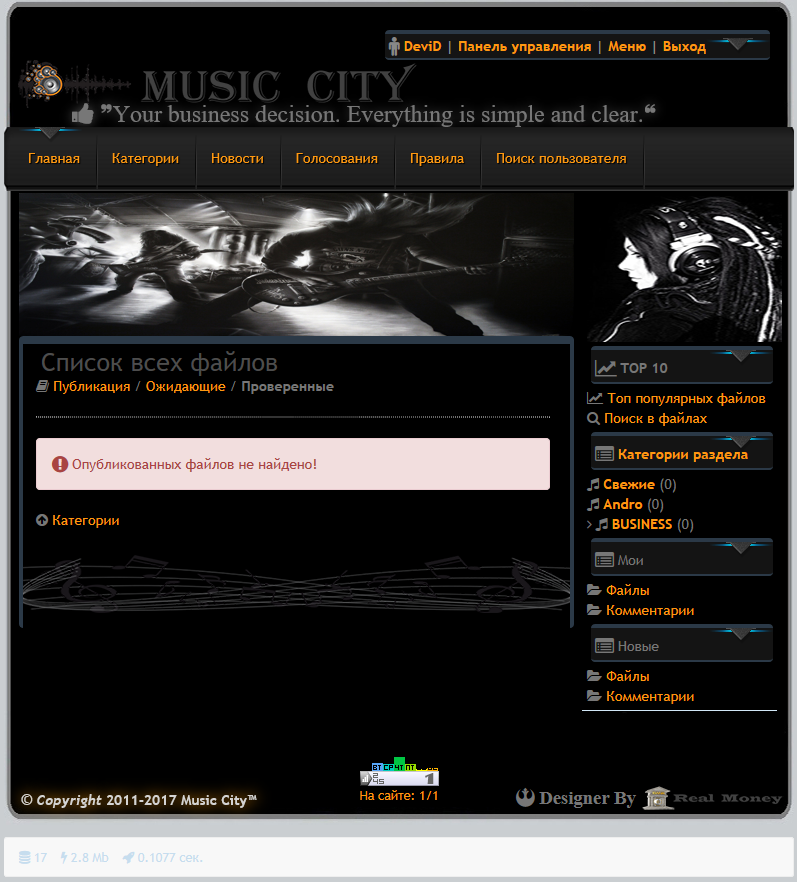 DeviD | Панель управления | Меню | Выход
MUSIC CITY
"Your business decision. Everything is simple and clear."
Главная Категории Новости Голосования Правила Поиск пользователя
Список всех файлов
Публикация / Ожидающие / Проверенные
Опубликованных файлов не найдено!
Категории
TOP 10
Топ популярных файлов
Поиск в файлах
Категории раздела
Свежие (0)
Andro (0)
BUSINESS (0)
Мои
Файлы
Комментарии
Новые
Файлы
Комментарии
2
45
1
На сайте: 1/1
© Copyright 2011-2017 Music City™
Designer By Real Money
17 2.8 Mb 0.1077 сек.